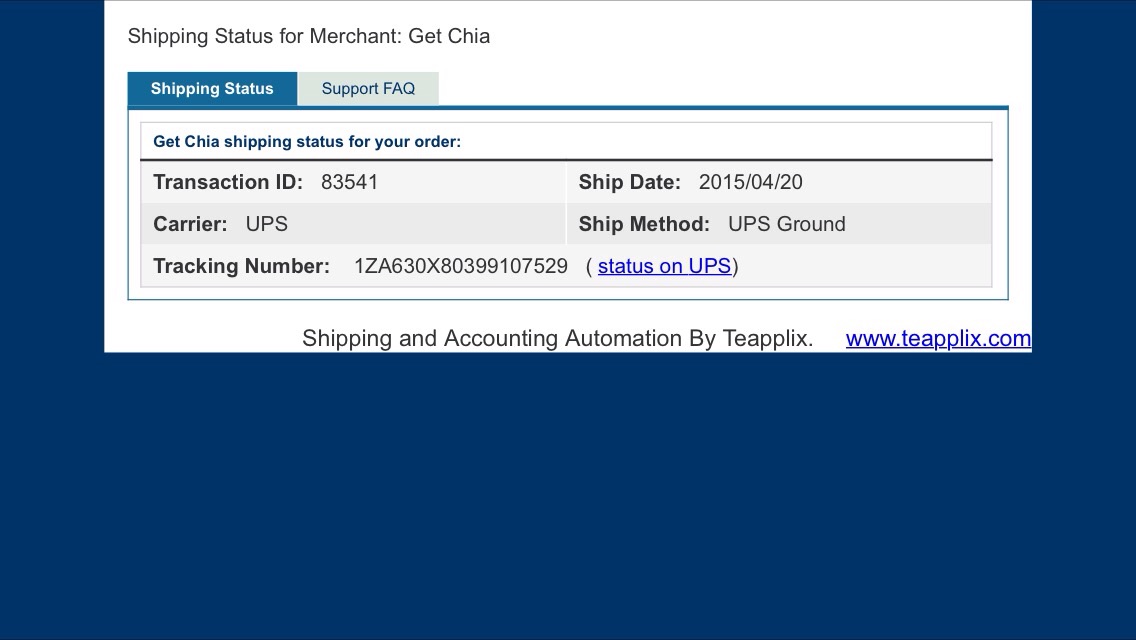 Shipping Status for Merchant: Get Chia
Shipping Status Support FAQ
Get Chia shipping status for your order:
Transaction ID: 83541 Ship Date: 2015/04/20
Carrier: UPS Ship Method: UPS Ground
Tracking Number: 1ZA630X80399107529 ( status on UPS)
Shipping and Accounting Automation By Teapplix. www.teapplix.com